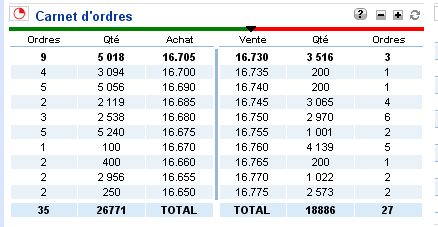 Carnet d'ordres
Ordres Qté Achat Vente Qté Ordres
9 5 018 16.705 16.730 3 516 3
4 3 094 16.700 16.735 200 1
5 5 056 16.690 16.740 200 1
2 2 119 16.685 16.745 3 065 4
3 2 538 16.680 16.750 2 970 6
5 5 240 16.675 16.755 1 001 2
1 100 16.670 16.760 4 139 5
2 400 16.660 16.765 200 1
2 2 956 16.655 16.770 1 022 2
2 250 16.650 16.775 2 573 2
35 26771 TOTAL TOTAL 18886 27